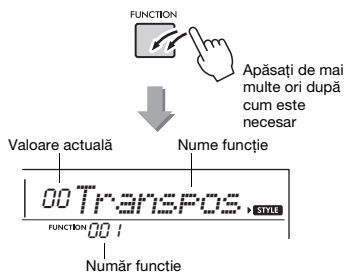 FUNCTION
Apăsați de mai
multe ori după
cum este
necesar
Valoare actuală
Nume funcție
00 Transpos
STYLE
FUNCTION 001
Număr funcție